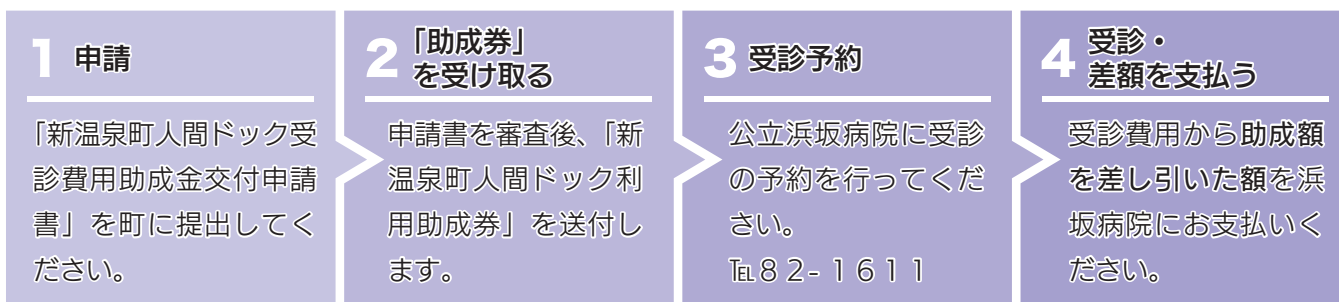 1 申請
「新温泉町人間ドック受
診費用助成金交付申請
書」を町に提出してく
ださい。
2 「助成券」
を受け取る
申請書を審査後、「新
温泉町人間ドック利
用助成券」を送付し
ます。
3 受診予約
公立浜坂病院に受診
の予約を行ってくだ
さい。
℡82-1611
4 受診・
差額を支払う
受診費用から助成額
を差し引いた額を浜
坂病院にお支払いく
ださい。